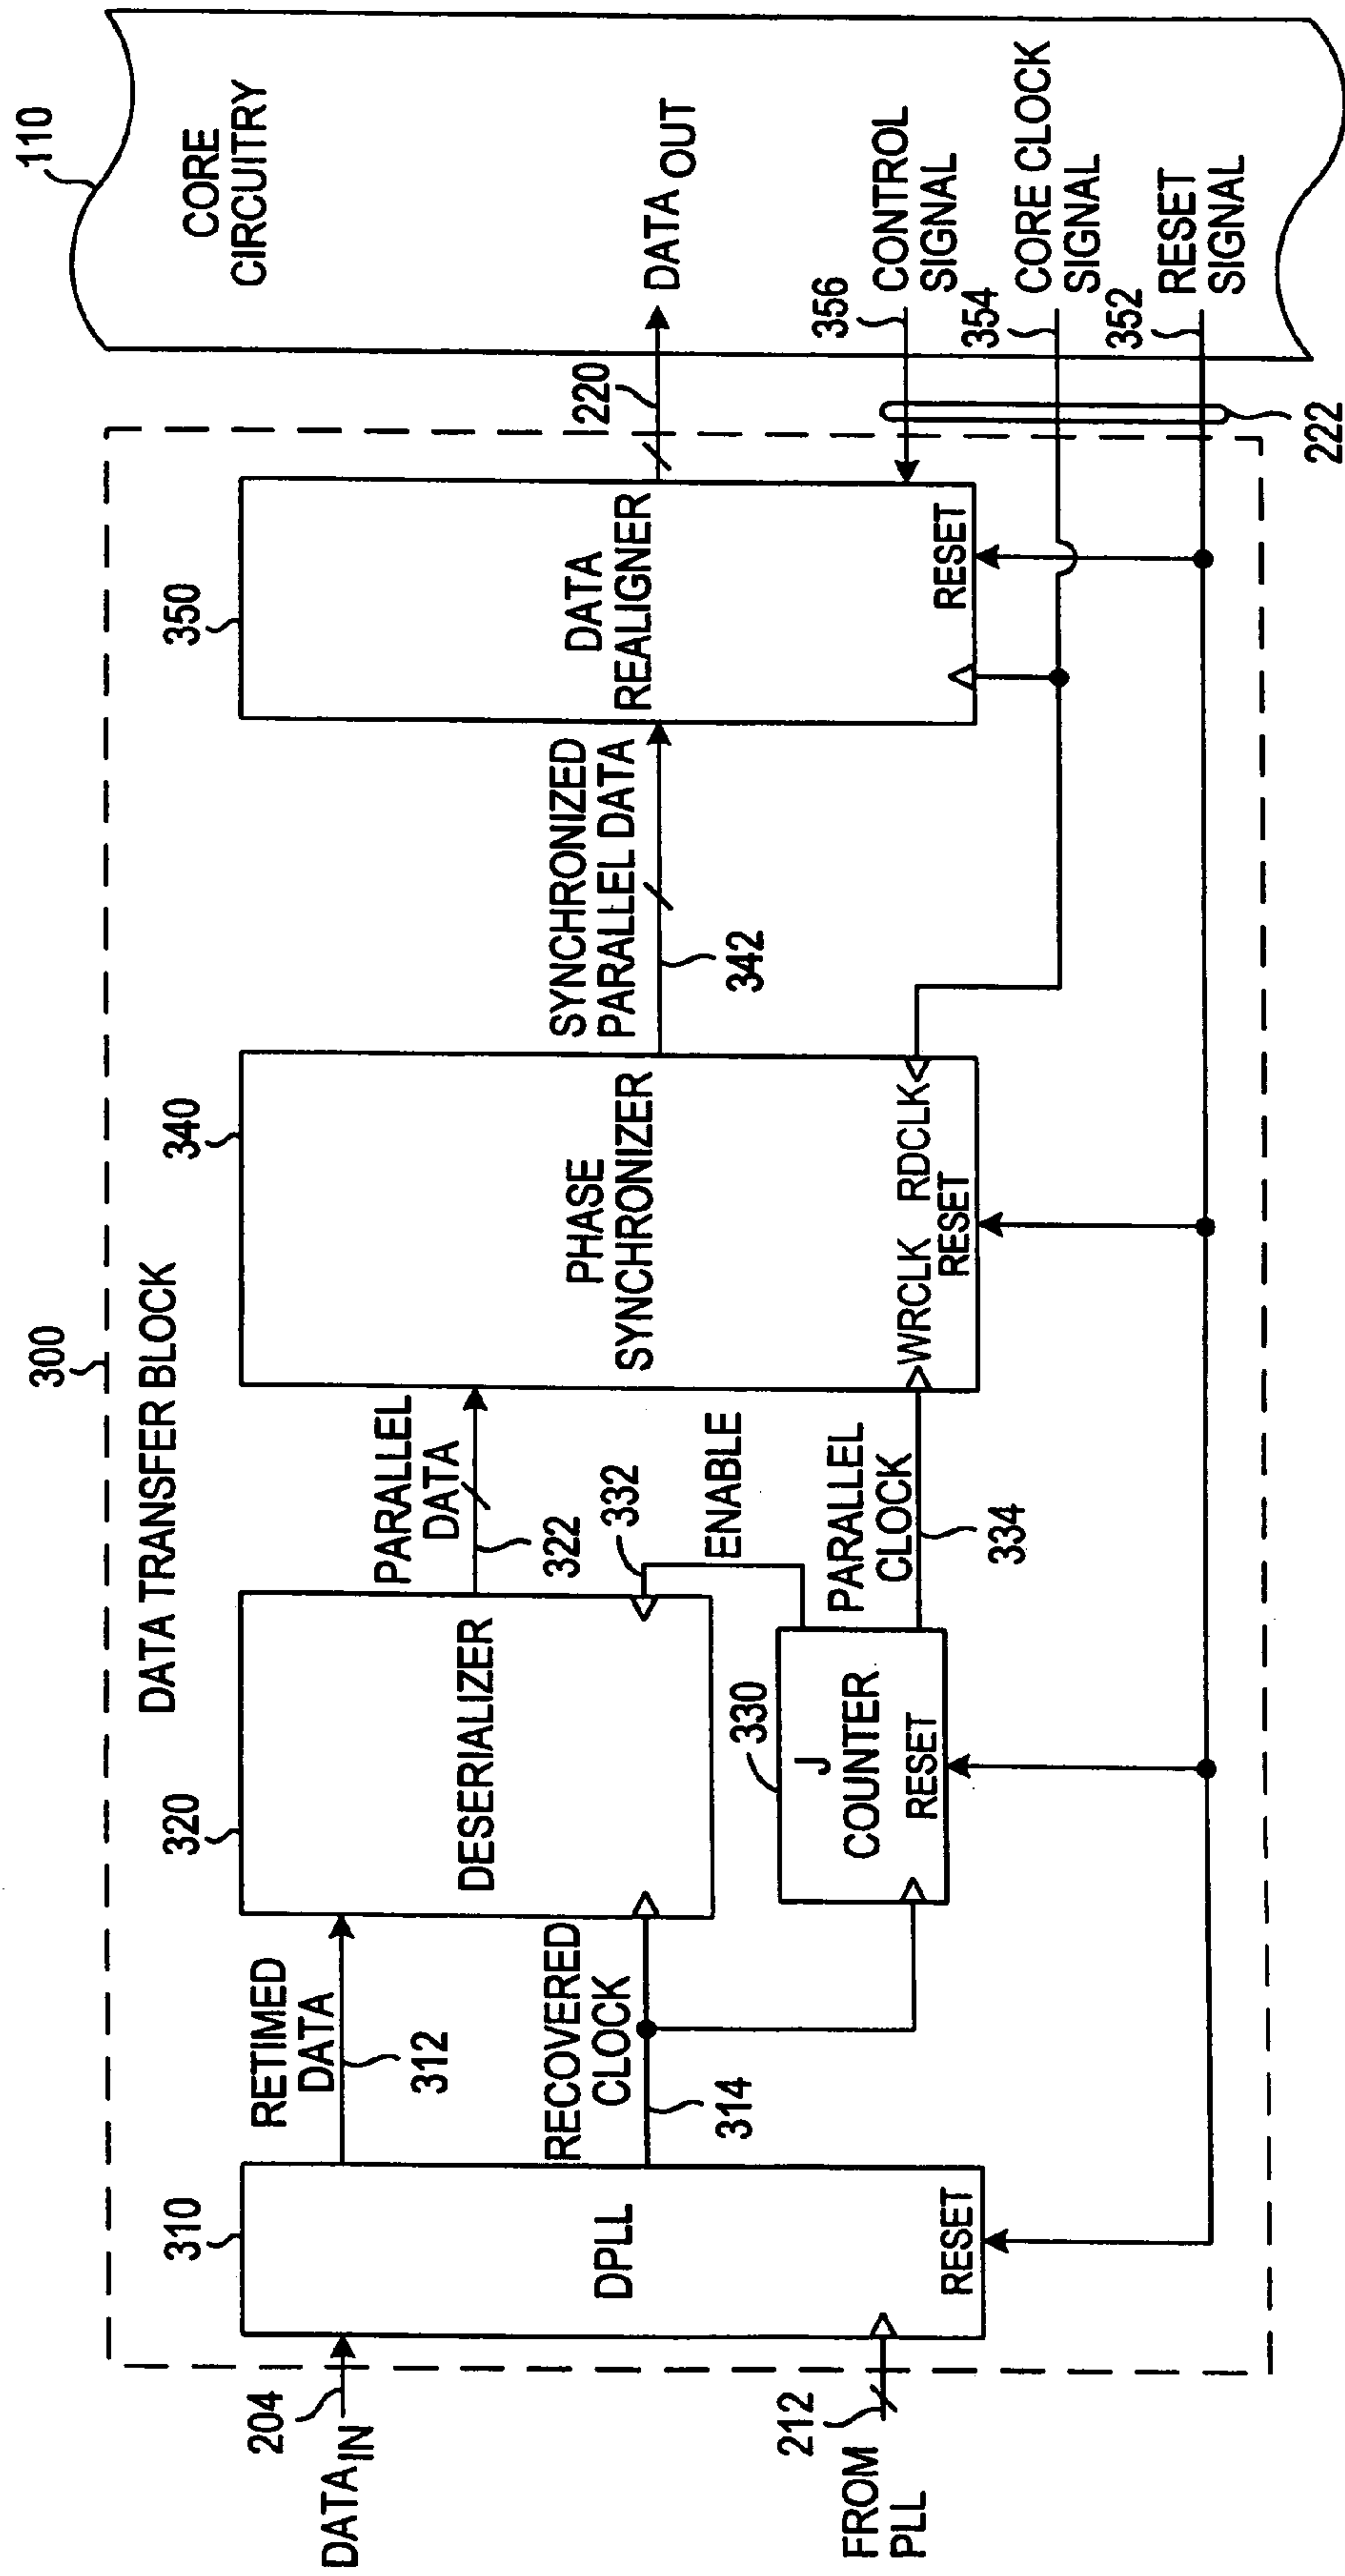 300
DATA TRANSFER BLOCK
110
CORE
CIRCUITRY
204
DATA IN
FROM
PLL
212
310
DPLL
RESET
RETIMED
DATA
312
RECOVERED
CLOCK
314
320
DESERIALIZER
330
J
COUNTER
RESET
PARALLEL
DATA
322
332
ENABLE
PARALLEL
CLOCK
334
340
PHASE
SYNCHRONIZER
WRCLK RDCLK
RESET
SYNCHRONIZED
PARALLEL DATA
342
350
DATA
REALIGNER
RESET
220
DATA OUT
356
CONTROL
SIGNAL
354
CORE CLOCK
SIGNAL
352
RESET
SIGNAL
222